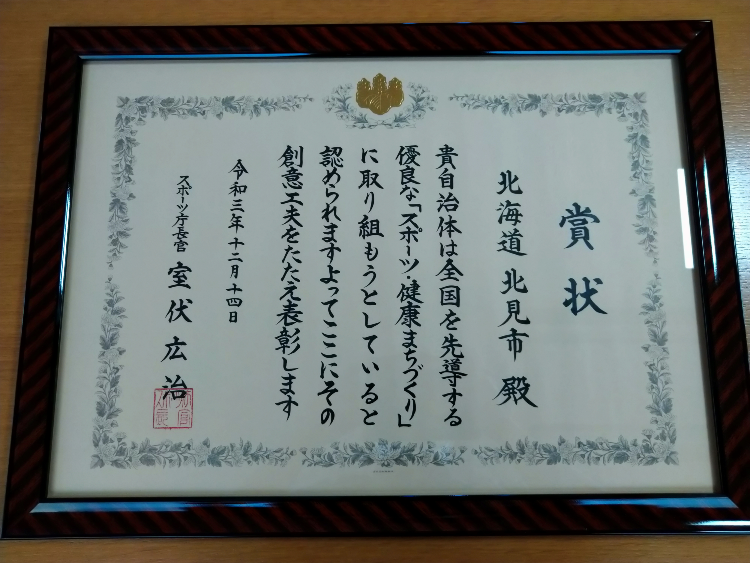 賞状
北海道 北見市 殿
貴自治体は全国を先導する
優良な「スポーツ・健康まちづくり」
に取り組もうとしていると
認められますよってここにその
創意工夫をたたえ表彰します
令和三年十二月十四日
スポーツ庁長官 室伏広治